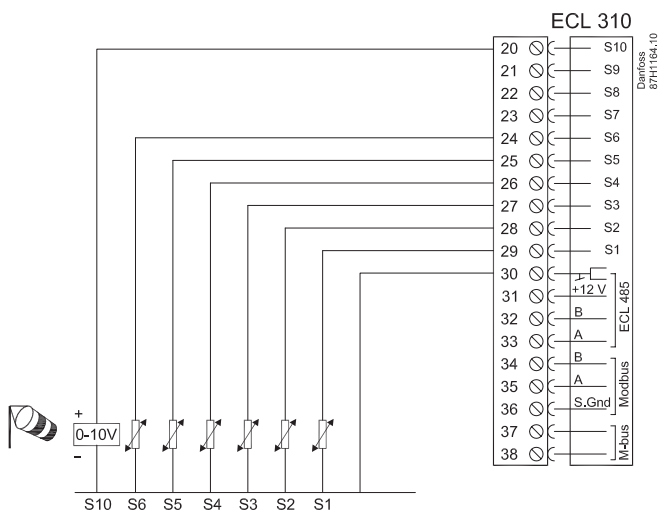 ECL 310
20 S10
21 S9
22 S8
23 S7
24 S6
25 S5
26 S4
27 S3
28 S2
29 S1
30
31 +12 V
32 B
33 A
34 B
35 A
36 S.Gnd
37
38
ECL 485
Modbus
M-bus
Danfoss
87H1164.10
+
0-10V
–
S10 S6 S5 S4 S3 S2 S1